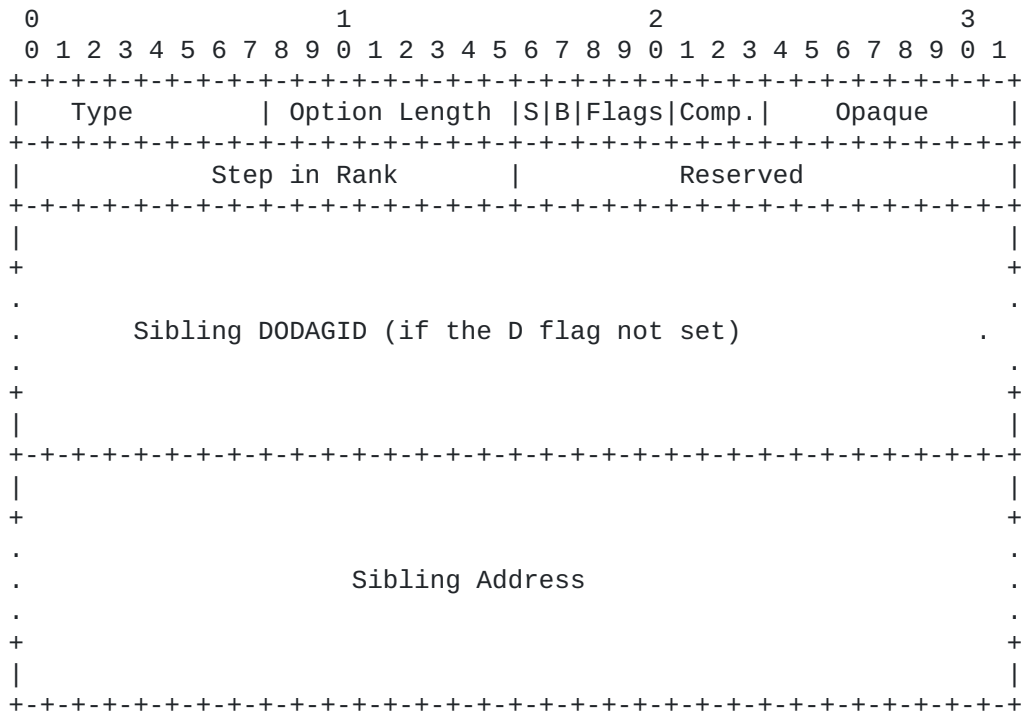 0                   1                   2                   3
 0 1 2 3 4 5 6 7 8 9 0 1 2 3 4 5 6 7 8 9 0 1 2 3 4 5 6 7 8 9 0 1
+-+-+-+-+-+-+-+-+-+-+-+-+-+-+-+-+-+-+-+-+-+-+-+-+-+-+-+-+-+-+-+-+
|   Type        | Option Length |S|B|Flags|Comp.|    Opaque     |
+-+-+-+-+-+-+-+-+-+-+-+-+-+-+-+-+-+-+-+-+-+-+-+-+-+-+-+-+-+-+-+-+
|            Step in Rank       |          Reserved             |
+-+-+-+-+-+-+-+-+-+-+-+-+-+-+-+-+-+-+-+-+-+-+-+-+-+-+-+-+-+-+-+-+
|                                                               |
+                                                               +
.                                                               .
.       Sibling DODAGID (if the D flag not set)               .
.                                                               .
+                                                               +
|                                                               |
+-+-+-+-+-+-+-+-+-+-+-+-+-+-+-+-+-+-+-+-+-+-+-+-+-+-+-+-+-+-+-+-+
|                                                               |
+                                                               +
.                                                               .
.                     Sibling Address                           .
.                                                               .
+                                                               +
|                                                               |
+-+-+-+-+-+-+-+-+-+-+-+-+-+-+-+-+-+-+-+-+-+-+-+-+-+-+-+-+-+-+-+-+